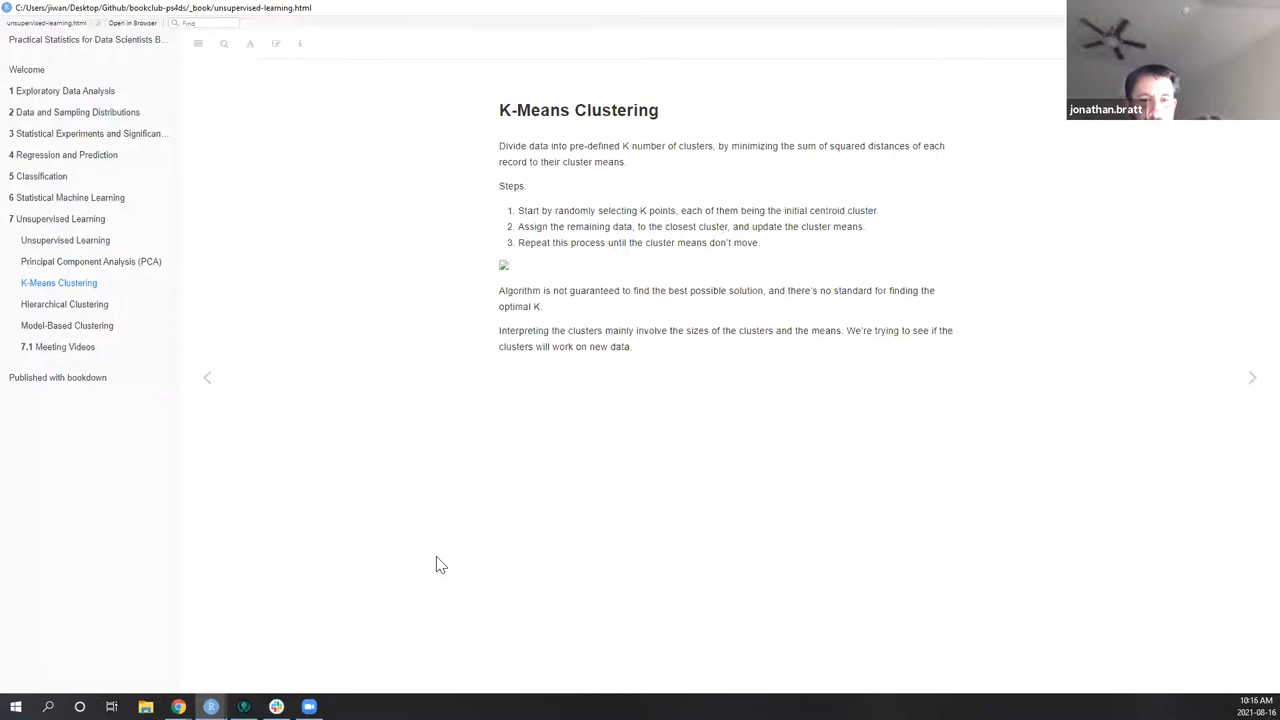 C:/Users/jiwan/Desktop/Github/bookclub-ps4ds/_book/unsupervised-learning.html
unsupervised-learning.html
Open in Browser
Find
Practical Statistics for Data Scientists B...
Welcome
1 Exploratory Data Analysis
2 Data and Sampling Distributions
3 Statistical Experiments and Significan...
4 Regression and Prediction
5 Classification
6 Statistical Machine Learning
7 Unsupervised Learning
Unsupervised Learning
Principal Component Analysis (PCA)
K-Means Clustering
Hierarchical Clustering
Model-Based Clustering
7.1 Meeting Videos
Published with bookdown
K-Means Clustering
Divide data into pre-defined K number of clusters, by minimizing the sum of squared distances of each
record to their cluster means.
Steps:
1. Start by randomly selecting K points, each of them being the initial centroid cluster.
2. Assign the remaining data, to the closest cluster, and update the cluster means.
3. Repeat this process until the cluster means don't move.
Algorithm is not guaranteed to find the best possible solution, and there's no standard for finding the
optimal K.
Interpreting the clusters mainly involve the sizes of the clusters and the means. We're trying to see if the
clusters will work on new data.
jonathan.bratt
10:16 AM
2021-08-16